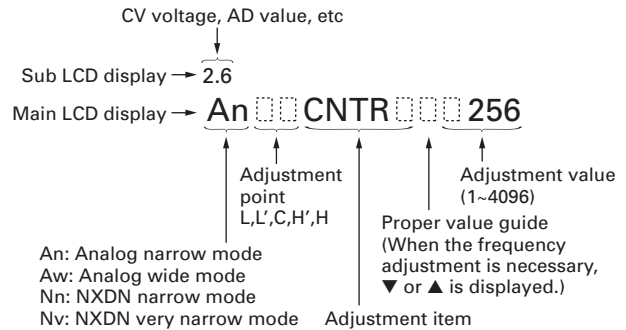 CV voltage, AD value, etc
Sub LCD display → 2.6
Main LCD display → An CNTR 256
Adjustment
point
L,L',C,H',H
Adjustment value
(1~4096)
Proper value guide
(When the frequency
adjustment is necessary,
▼ or ▲ is displayed.)
An: Analog narrow mode
Aw: Analog wide mode
Nn: NXDN narrow mode
Nv: NXDN very narrow mode
Adjustment item